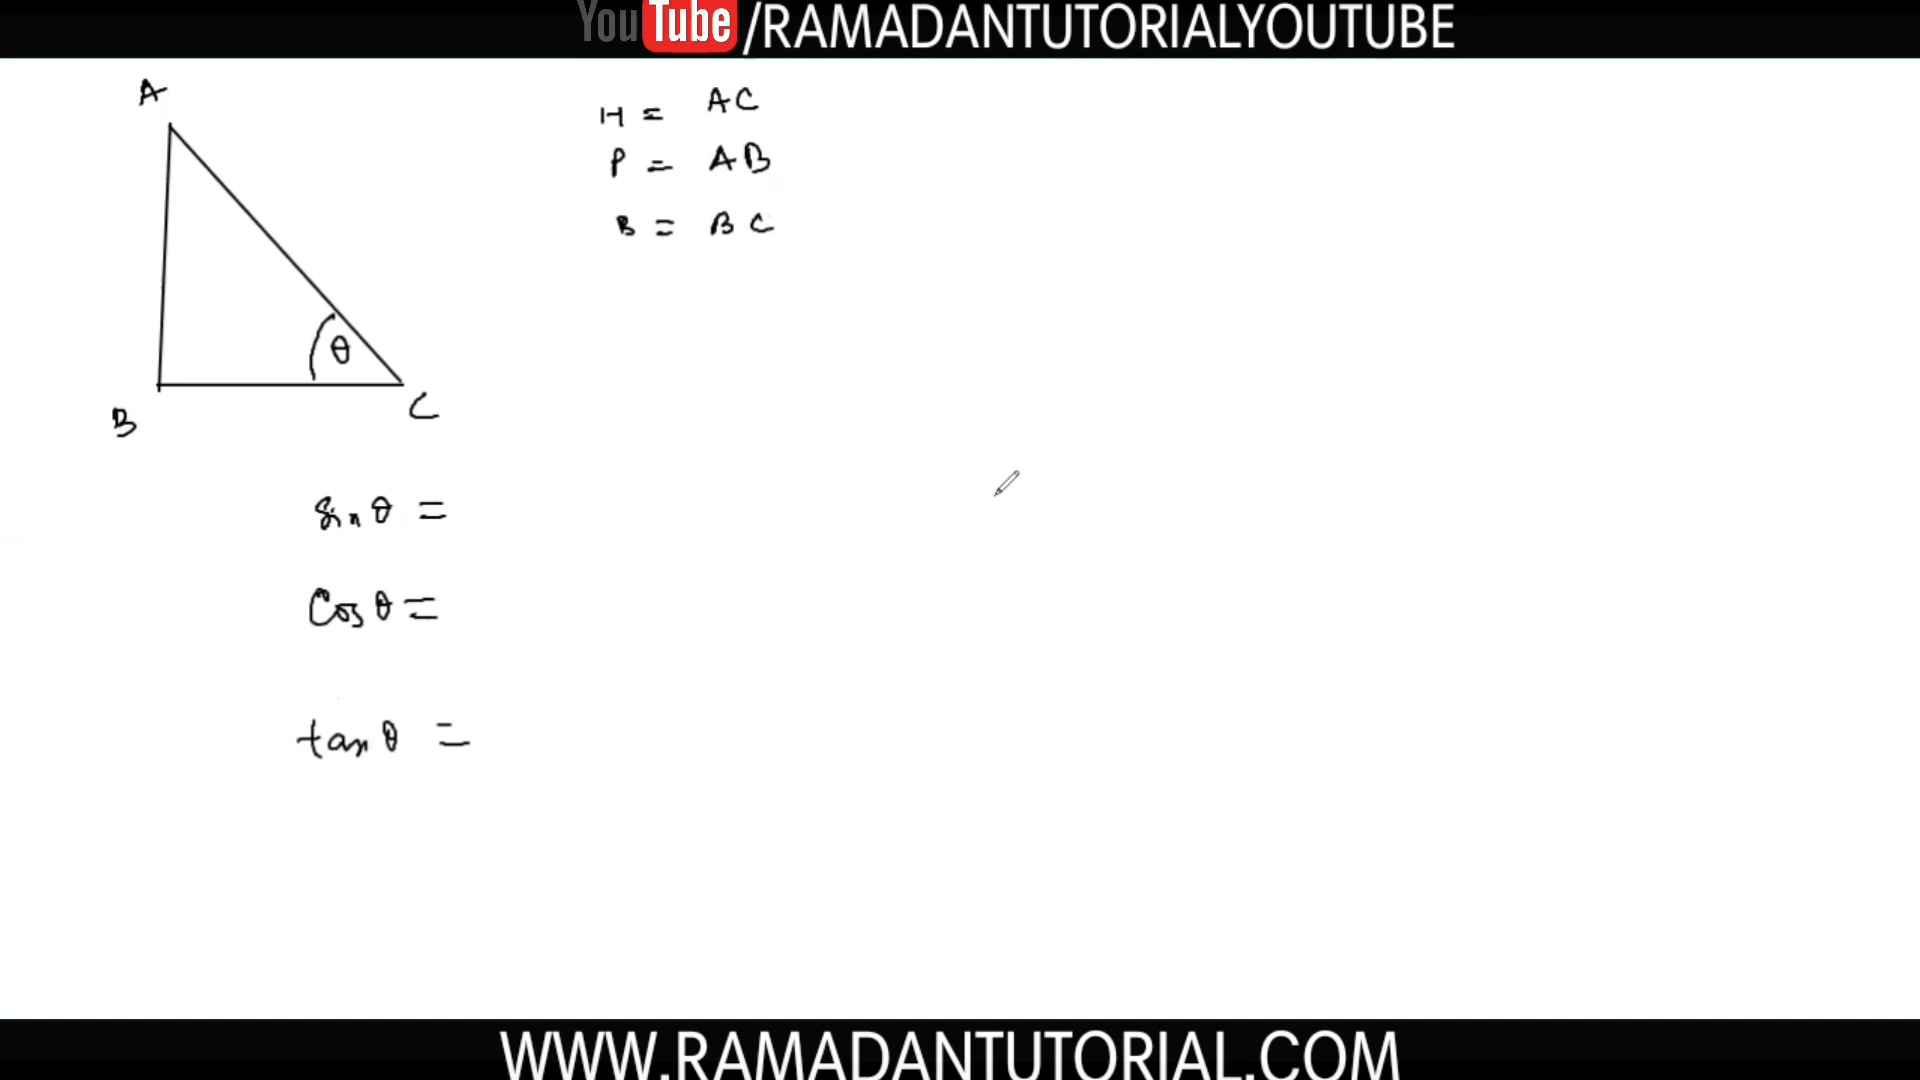 YouTube/RAMADANTUTORIALYOUTUBE
A
H = AC
P = AB
B = BC
θ
B
C
sin θ =
Cos θ =
tan θ =
WWW.RAMADANTUTORIAL.COM